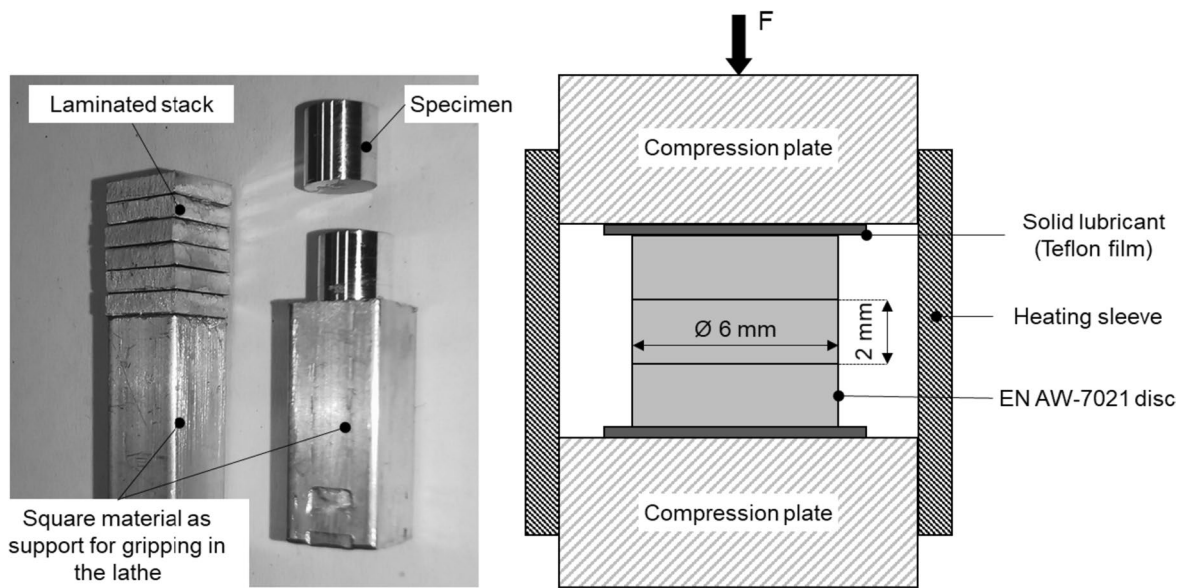 Laminated stack
Specimen
Square material as
support for gripping in
the lathe
F
Compression plate
Solid lubricant
(Teflon film)
Ø 6 mm
2 mm
Heating sleeve
EN AW-7021 disc
Compression plate